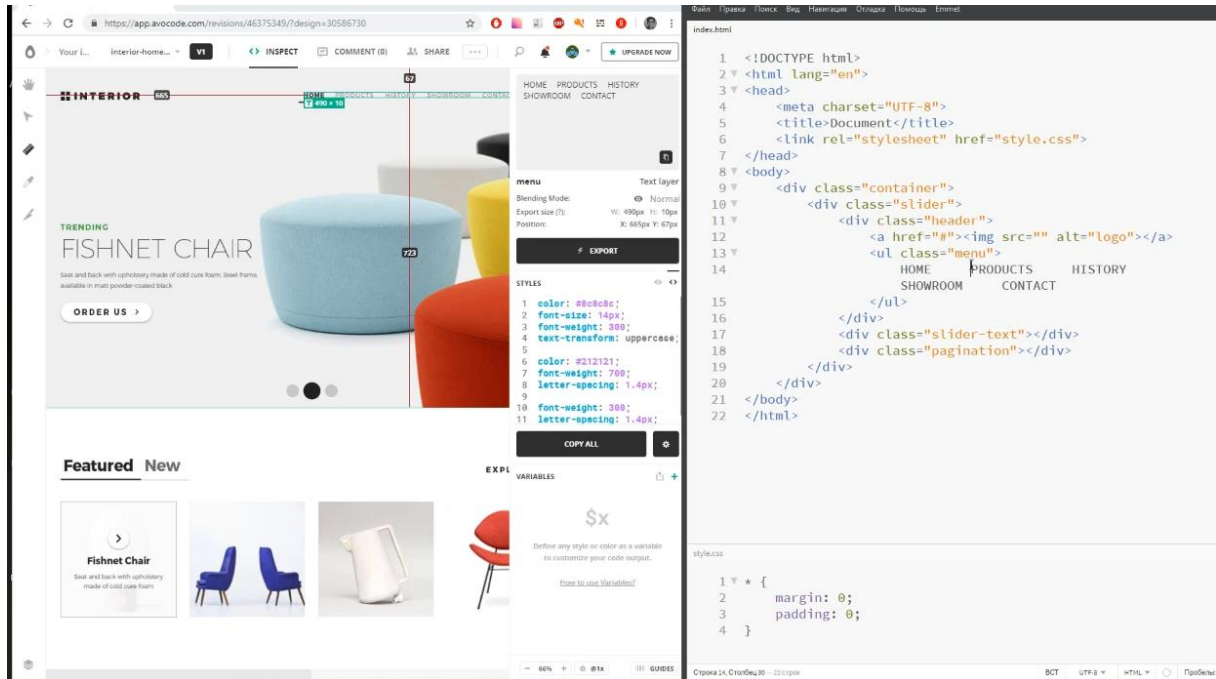 https://app.avocode.com/revisions/46375349/?design=30586730
Your i... interior-home... V1 INSPECT COMMENT (0) SHARE UPGRADE NOW
INTERIOR 665
67
HOME PRODUCTS HISTORY SHOWROOM CONTAC
T 490 × 10
TRENDING
FISHNET CHAIR
Seat and back with upholstery made of cold cure foam. Steel frame,
available in matt powder-coated black
ORDER US
723
Featured New
EXPL
Fishnet Chair
Seat and back with upholstery
made of cold cure foam
HOME PRODUCTS HISTORY
SHOWROOM CONTACT
menu Text layer
Blending Mode: Normal
Export size (?): W: 490px H: 10px
Position: X: 665px Y: 67px
EXPORT
STYLES
1 color: #8c8c8c;
2 font-size: 14px;
3 font-weight: 300;
4 text-transform: uppercase;
5
6 color: #212121;
7 font-weight: 700;
8 letter-spacing: 1.4px;
9
10 font-weight: 300;
11 letter-spacing: 1.4px;
COPY ALL
VARIABLES
$x
Define any style or color as a variable
to customize your code output.
How to use Variables?
− 66% + @1x GUIDES
Файл Правка Поиск Вид Навигация Отладка Помощь Emmet
index.html
1 <!DOCTYPE html>
2 <html lang="en">
3 <head>
4 <meta charset="UTF-8">
5 <title>Document</title>
6 <link rel="stylesheet" href="style.css">
7 </head>
8 <body>
9 <div class="container">
10 <div class="slider">
11 <div class="header">
12 <a href="#"><img src="" alt="logo"></a>
13 <ul class="menu">
14 HOME PRODUCTS HISTORY
SHOWROOM CONTACT
15 </ul>
16 </div>
17 <div class="slider-text"></div>
18 <div class="pagination"></div>
19 </div>
20 </div>
21 </body>
22 </html>
style.css
1 * {
2 margin: 0;
3 padding: 0;
4 }
Строка 14, Столбец 30 — 22 строк
ВСТ UTF-8 HTML Пробелы: